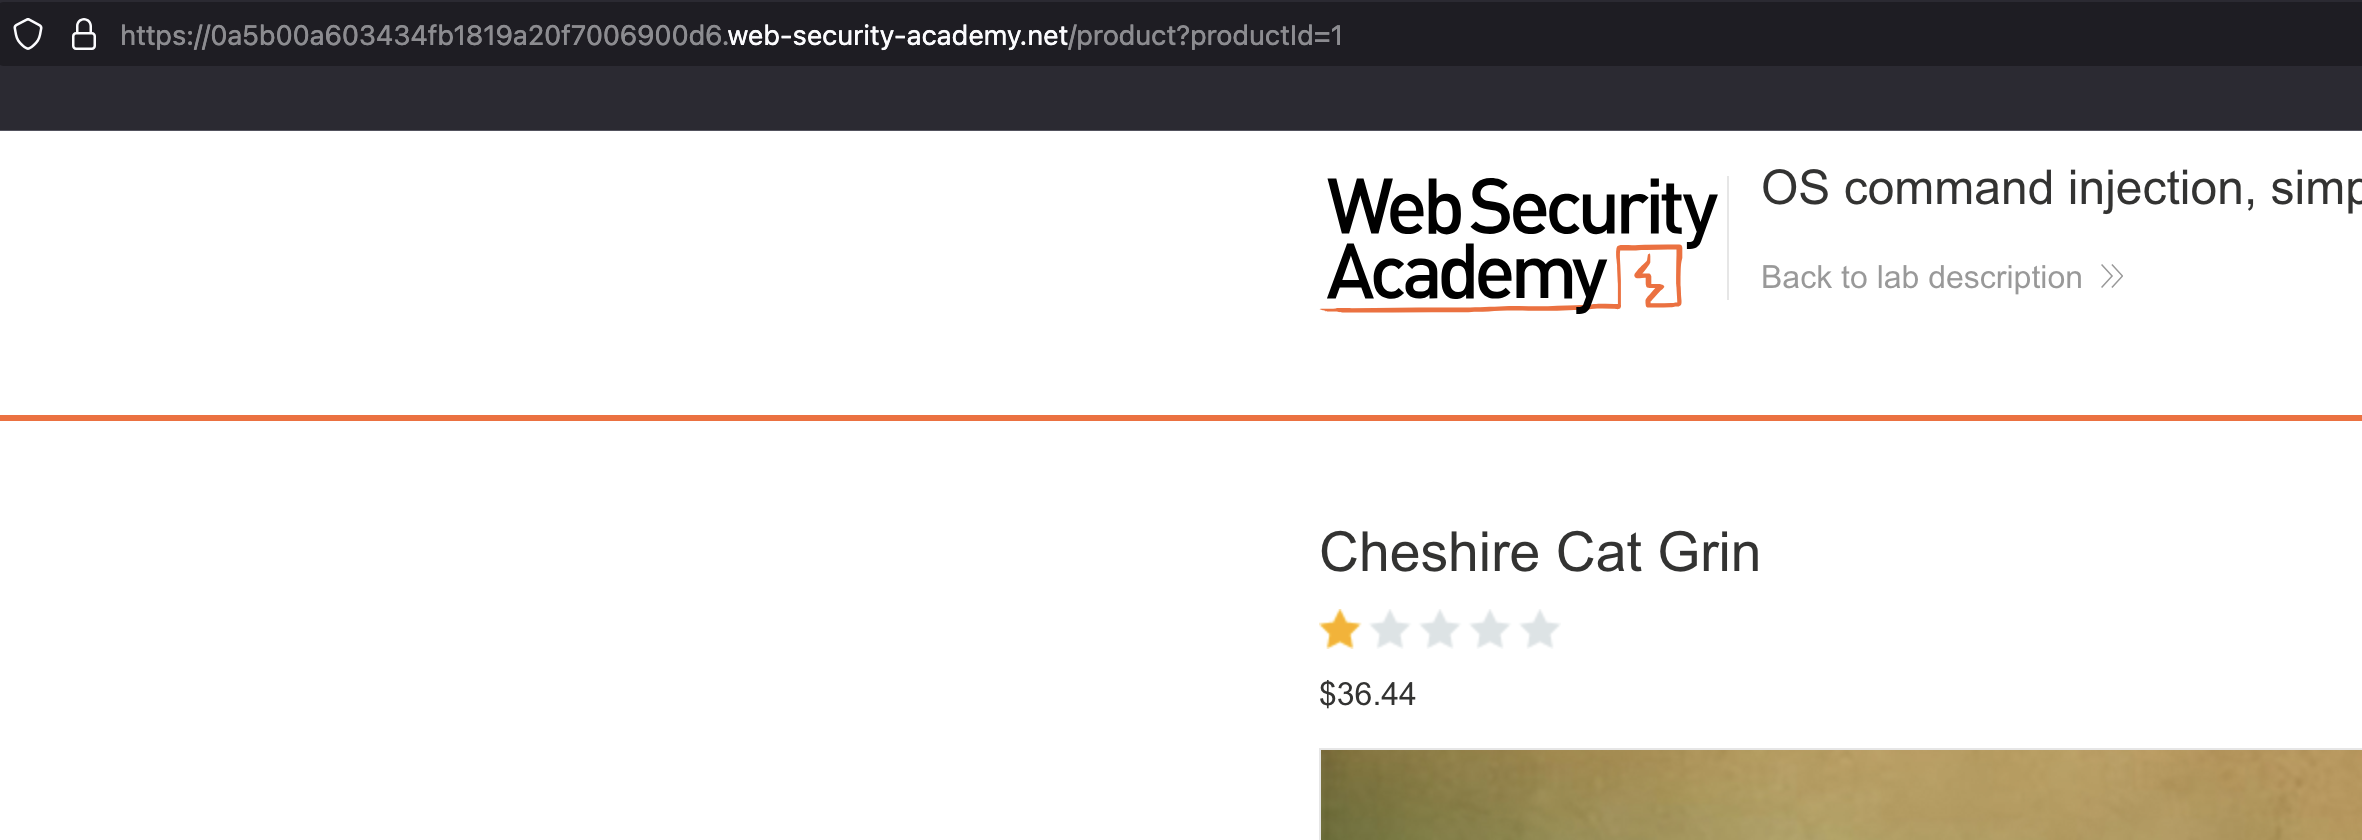 https://0a5b00a603434fb1819a20f7006900d6.web-security-academy.net/product?productId=1
Web Security
Academy
OS command injection, simp
Back to lab description
Cheshire Cat Grin
$36.44